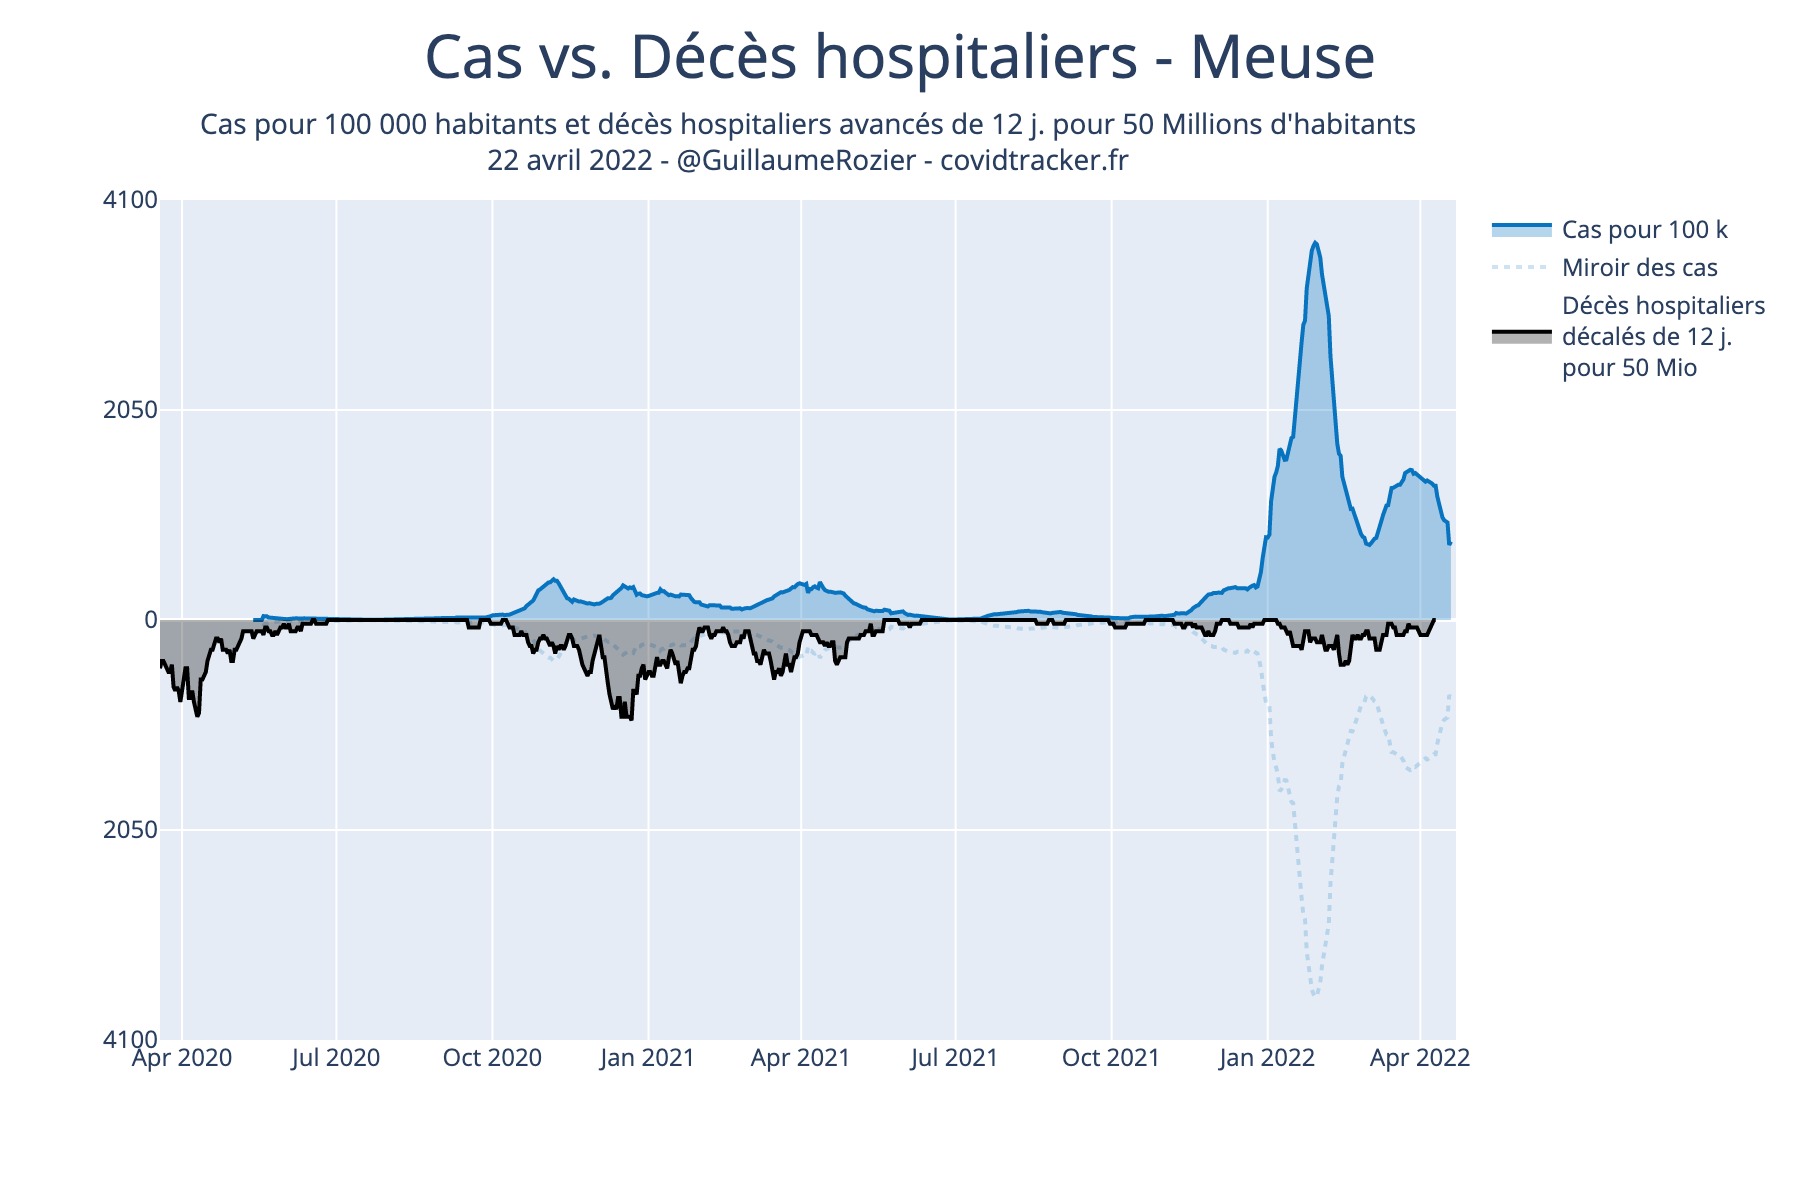 Cas vs. Décès hospitaliers - Meuse
Cas pour 100 000 habitants et décès hospitaliers avancés de 12 j. pour 50 Millions d'habitants
22 avril 2022 - @GuillaumeRozier - covidtracker.fr
4100
2050
0
2050
4100
Apr 2020
Jul 2020
Oct 2020
Jan 2021
Apr 2021
Jul 2021
Oct 2021
Jan 2022
Apr 2022
Cas pour 100 k
Miroir des cas
Décès hospitaliers
décalés de 12 j.
pour 50 Mio